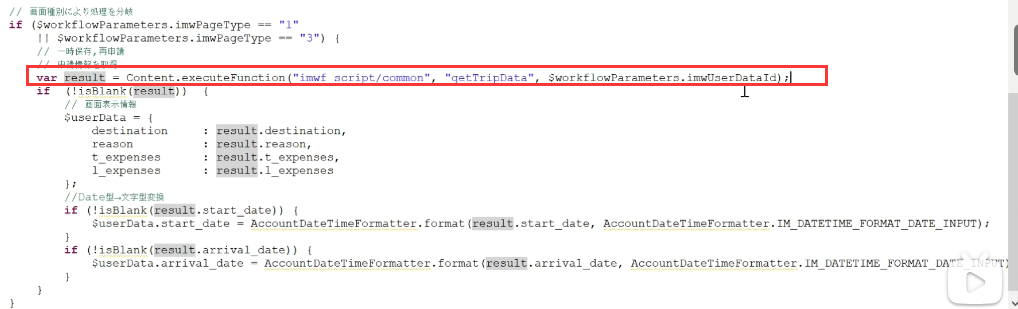 // 画面種別により処理を分岐
if ($workflowParameters.imwPageType == "1"
|| $workflowParameters.imwPageType == "3") {
// 一時保存,再申請
// 申請情報を取得
var result = Content.executeFunction("imwf_script/common", "getTripData", $workflowParameters.imwUserDataId);
if (!isBlank(result)) {
// 画面表示情報
$userData = {
destination : result.destination,
reason : result.reason,
t_expenses : result.t_expenses,
l_expenses : result.l_expenses
};
//Date型→文字型変換
if (!isBlank(result.start_date)) {
$userData.start_date = AccountDateTimeFormatter.format(result.start_date, AccountDateTimeFormatter.IM_DATETIME_FORMAT_DATE_INPUT);
}
if (!isBlank(result.arrival_date)) {
$userData.arrival_date = AccountDateTimeFormatter.format(result.arrival_date, AccountDateTimeFormatter.IM_DATETIME_FORMAT_DATE_INPUT)
}
}
}